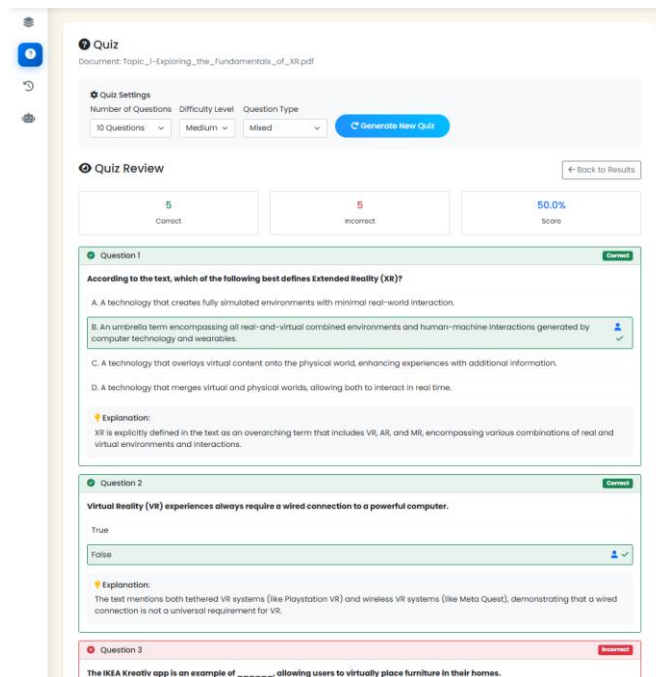 Quiz
Document: Topic_1-Exploring_the_Fundamentals_of_XR.pdf
Quiz Settings
Number of Questions Difficulty Level Question Type
10 Questions Medium Mixed Generate New Quiz
Quiz Review
← Back to Results
5 5 50.0%
Correct Incorrect Score
Question 1 Correct
According to the text, which of the following best defines Extended Reality (XR)?
A. A technology that creates fully simulated environments with minimal real-world interaction.
B. An umbrella term encompassing all real-and-virtual combined environments and human-machine interactions generated by
computer technology and wearables.
C. A technology that overlays virtual content onto the physical world, enhancing experiences with additional information.
D. A technology that merges virtual and physical worlds, allowing both to interact in real time.
Explanation:
XR is explicitly defined in the text as an overarching term that includes VR, AR, and MR, encompassing various combinations of real and
virtual environments and interactions.
Question 2 Correct
Virtual Reality (VR) experiences always require a wired connection to a powerful computer.
True
False
Explanation:
The text mentions both tethered VR systems (like Playstation VR) and wireless VR systems (like Meta Quest), demonstrating that a wired
connection is not a universal requirement for VR.
Question 3 Incorrect
The IKEA Kreativ app is an example of ______, allowing users to virtually place furniture in their homes.